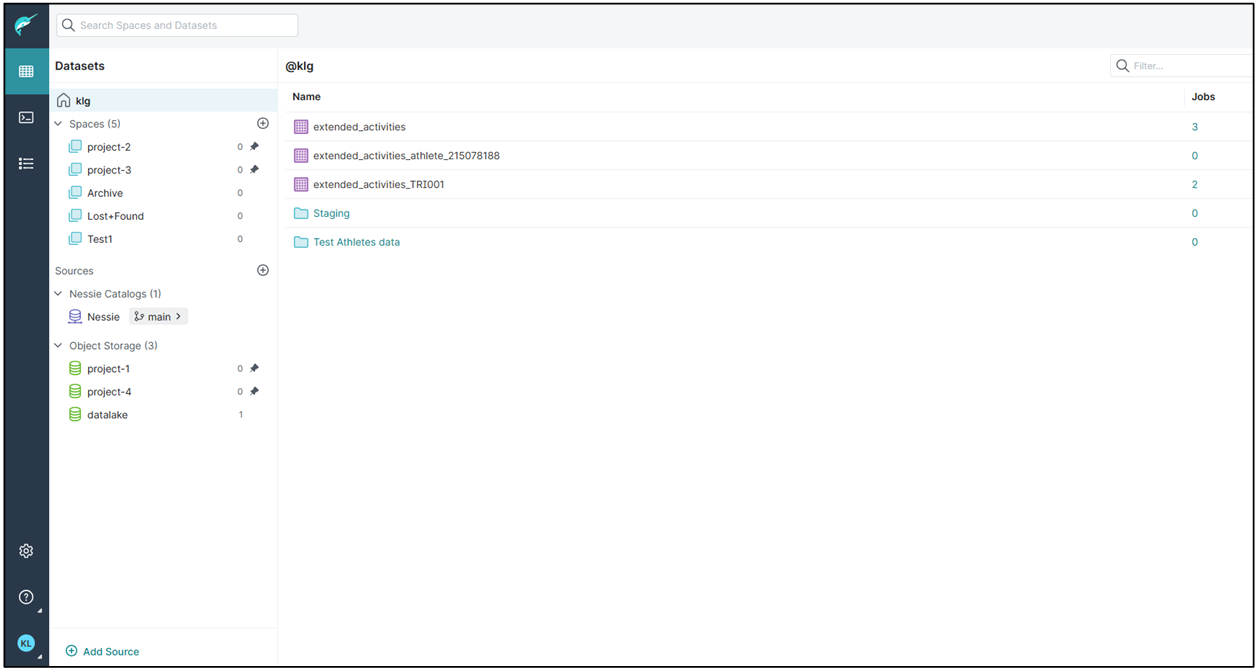 Search Spaces and Datasets
Datasets
@klg
Filter...
klg
Name Jobs
Spaces (5)
extended_activities 3
project-2 0
extended_activities_athlete_215078188 0
project-3 0
extended_activities_TRI001 2
Archive 0
Staging 0
Lost+Found 0
Test Athletes data 0
Test1 0
Sources
Nessie Catalogs (1)
Nessie main >
Object Storage (3)
project-1 0
project-4 0
datalake 1
?
KL
Add Source